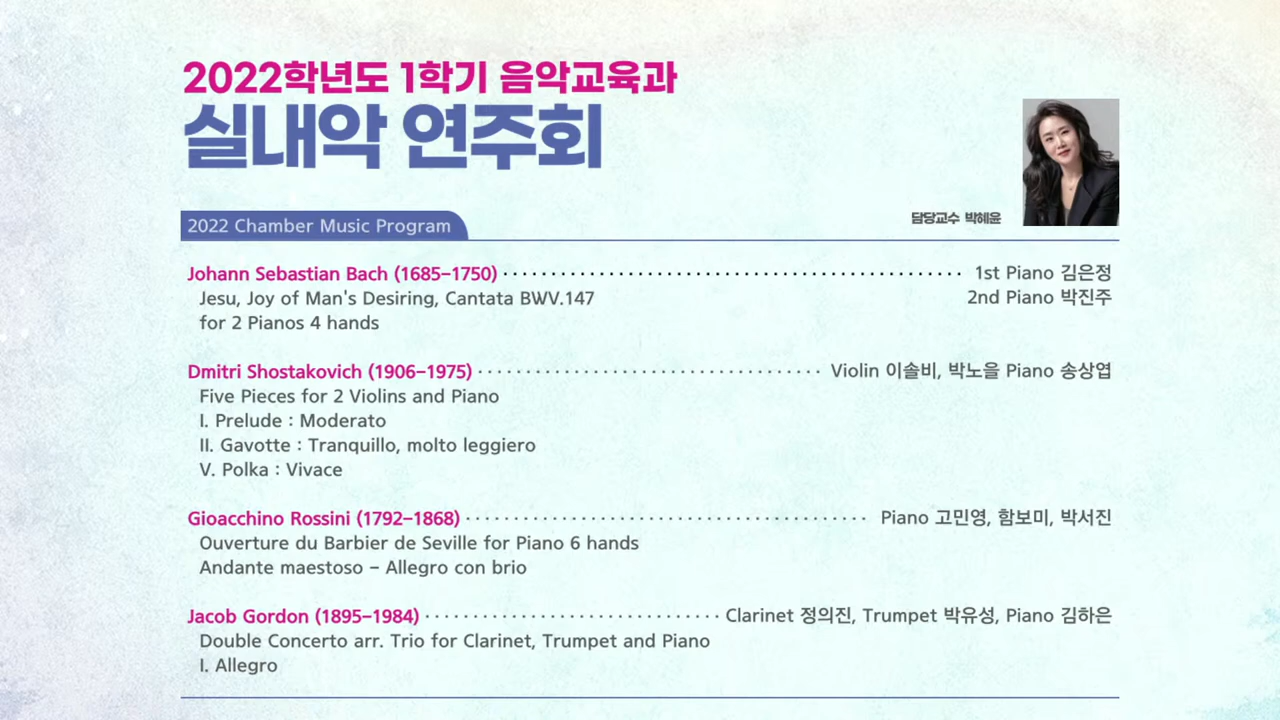 2022학년도 1학기 음악교육과
실내악 연주회
담당교수 박혜윤
2022 Chamber Music Program
Johann Sebastian Bach (1685-1750) 1st Piano 김은정
Jesu, Joy of Man's Desiring, Cantata BWV.147 2nd Piano 박진주
for 2 Pianos 4 hands
Dmitri Shostakovich (1906-1975) Violin 이솔비, 박노을 Piano 송상엽
Five Pieces for 2 Violins and Piano
I. Prelude : Moderato
II. Gavotte : Tranquillo, molto leggiero
V. Polka : Vivace
Gioacchino Rossini (1792-1868) Piano 고민영, 함보미, 박서진
Ouverture du Barbier de Seville for Piano 6 hands
Andante maestoso - Allegro con brio
Jacob Gordon (1895-1984) Clarinet 정의진, Trumpet 박유성, Piano 김하은
Double Concerto arr. Trio for Clarinet, Trumpet and Piano
I. Allegro